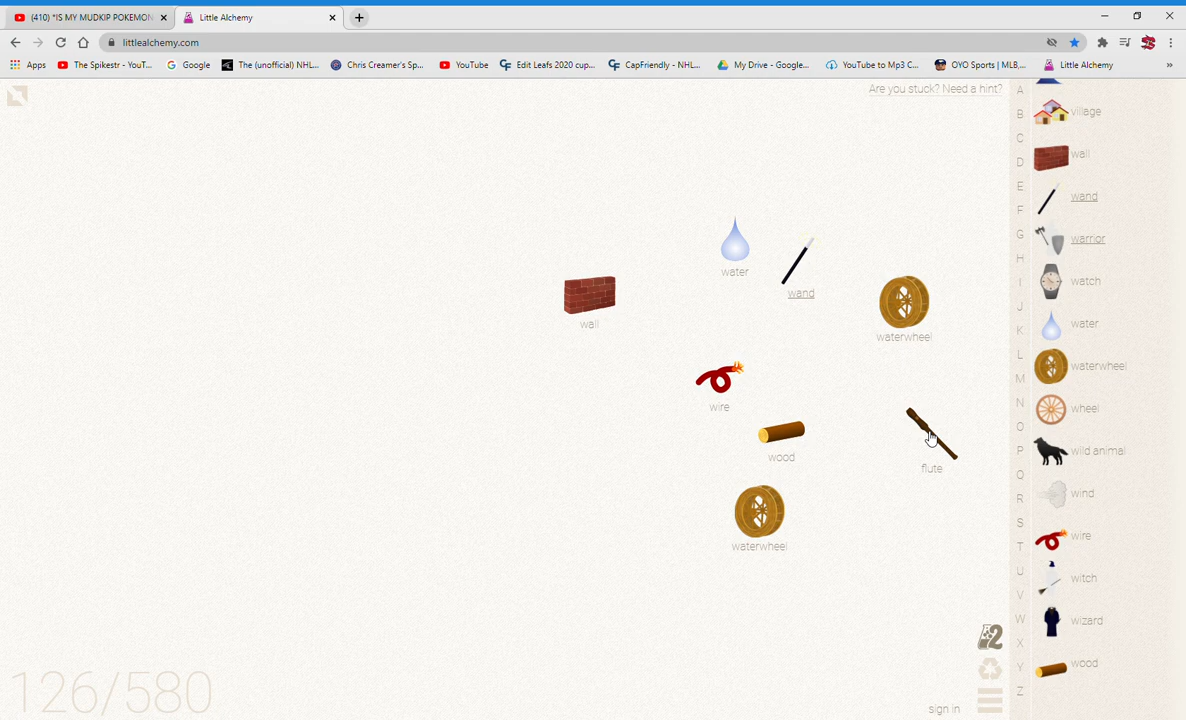 (410) *IS MY MUDKIP POKEMON
Little Alchemy
littlealchemy.com
Apps
The Spikestr - YouT...
Google
The (unofficial) NHL...
Chris Creamer's Sp...
YouTube
Edit Leafs 2020 cup...
CapFriendly - NHL...
My Drive - Google...
YouTube to Mp3 C...
OYO Sports | MLB,...
Little Alchemy
»
Are you stuck? Need a hint?
water
wand
wall
waterwheel
wire
wood
flute
waterwheel
A
B
C
D
E
F
G
H
I
J
K
L
M
N
O
P
Q
R
S
T
U
V
W
X
Y
Z
village
wall
wand
warrior
watch
water
waterwheel
wheel
wild animal
wind
wire
witch
wizard
wood
2
126/580
sign in